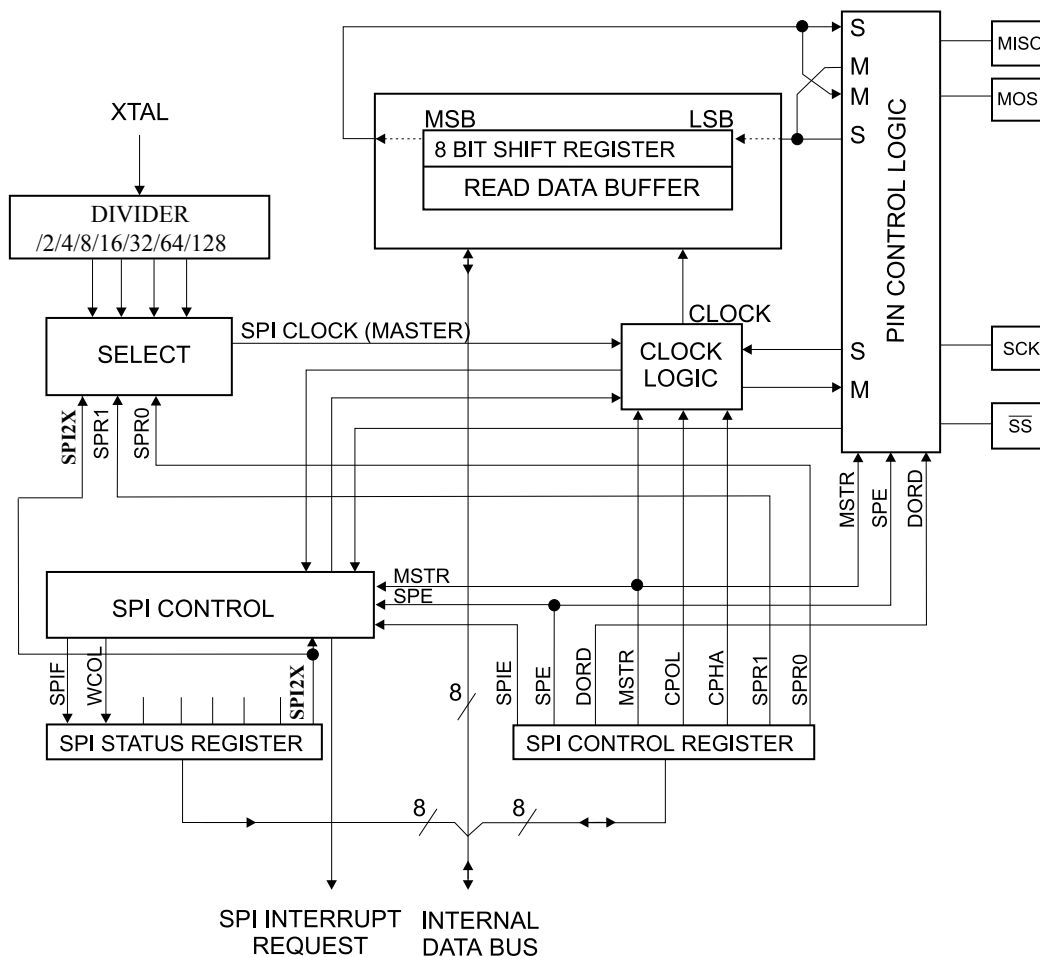 XTAL
DIVIDER
/2/4/8/16/32/64/128
SELECT
SPI2X
SPR1
SPR0
SPI CLOCK (MASTER)
MSB
LSB
8 BIT SHIFT REGISTER
READ DATA BUFFER
CLOCK
CLOCK
LOGIC
S
M
M
S
S
M
PIN CONTROL LOGIC
MISO
MOSI
SCK
SS
MSTR
SPE
DORD
SPI CONTROL
MSTR
SPE
SPIF
WCOL
SPI2X
SPI STATUS REGISTER
SPIE
SPE
DORD
MSTR
CPOL
CPHA
SPR1
SPR0
SPI CONTROL REGISTER
8
8
8
SPI INTERRUPT
REQUEST
INTERNAL
DATA BUS